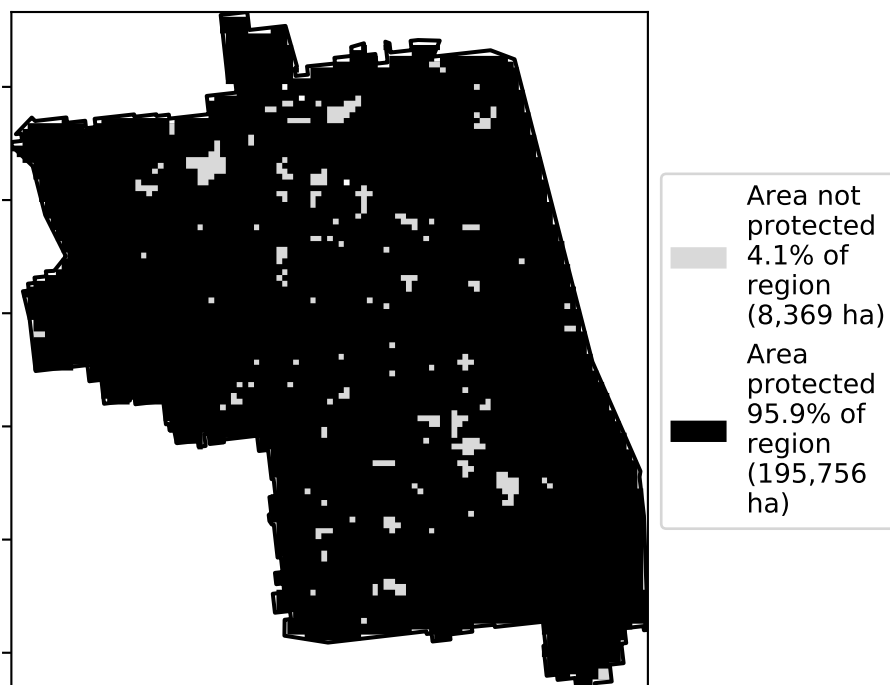 Area not
protected
4.1% of
region
(8,369 ha)
Area
protected
95.9% of
region
(195,756
ha)